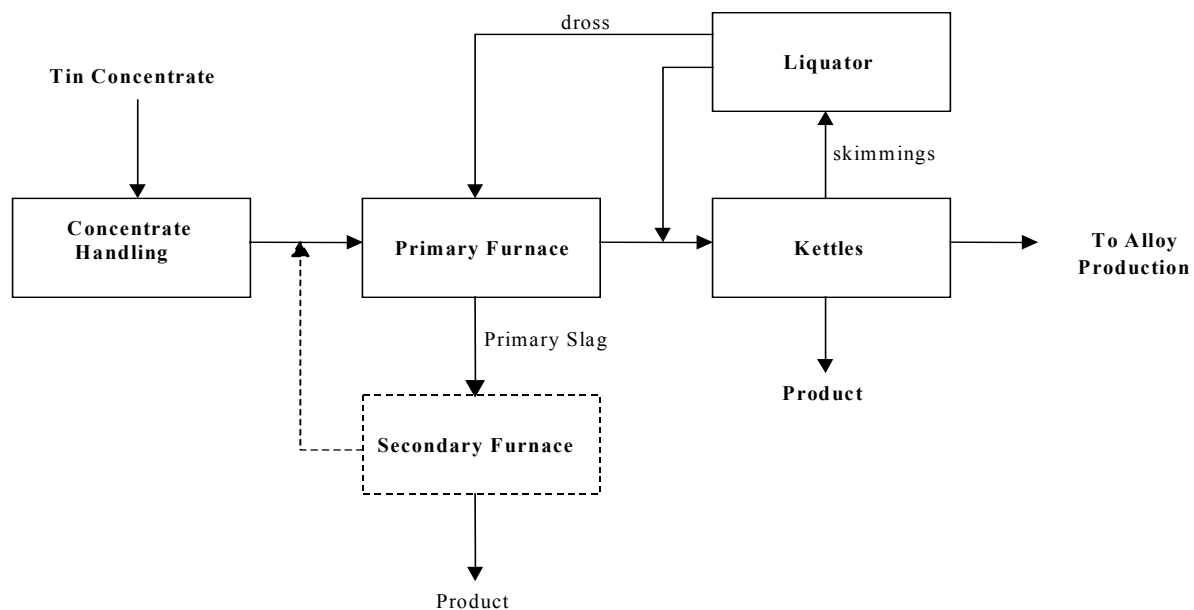 dross
Liquator
Tin Concentrate
skimmings
Concentrate
Handling
Primary Furnace
Kettles
To Alloy
Production
Primary Slag
Product
Secondary Furnace
Product